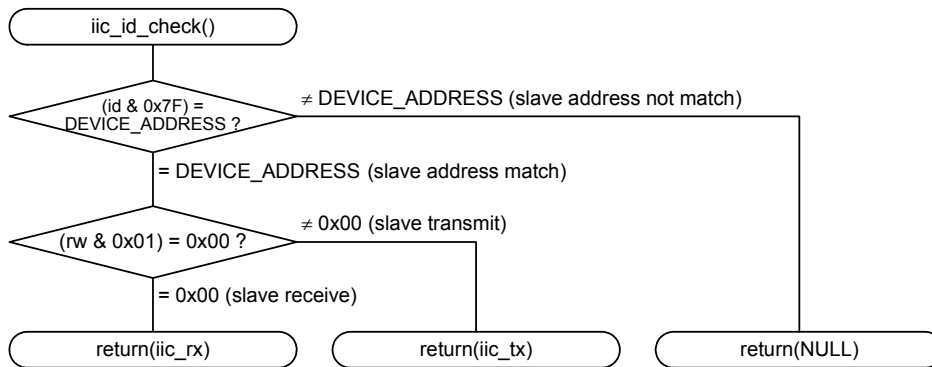 iic_id_check()
(id & 0x7F) =
DEVICE_ADDRESS ?
≠ DEVICE_ADDRESS (slave address not match)
= DEVICE_ADDRESS (slave address match)
≠ 0x00 (slave transmit)
(rw & 0x01) = 0x00 ?
= 0x00 (slave receive)
return(iic_rx)
return(iic_tx)
return(NULL)